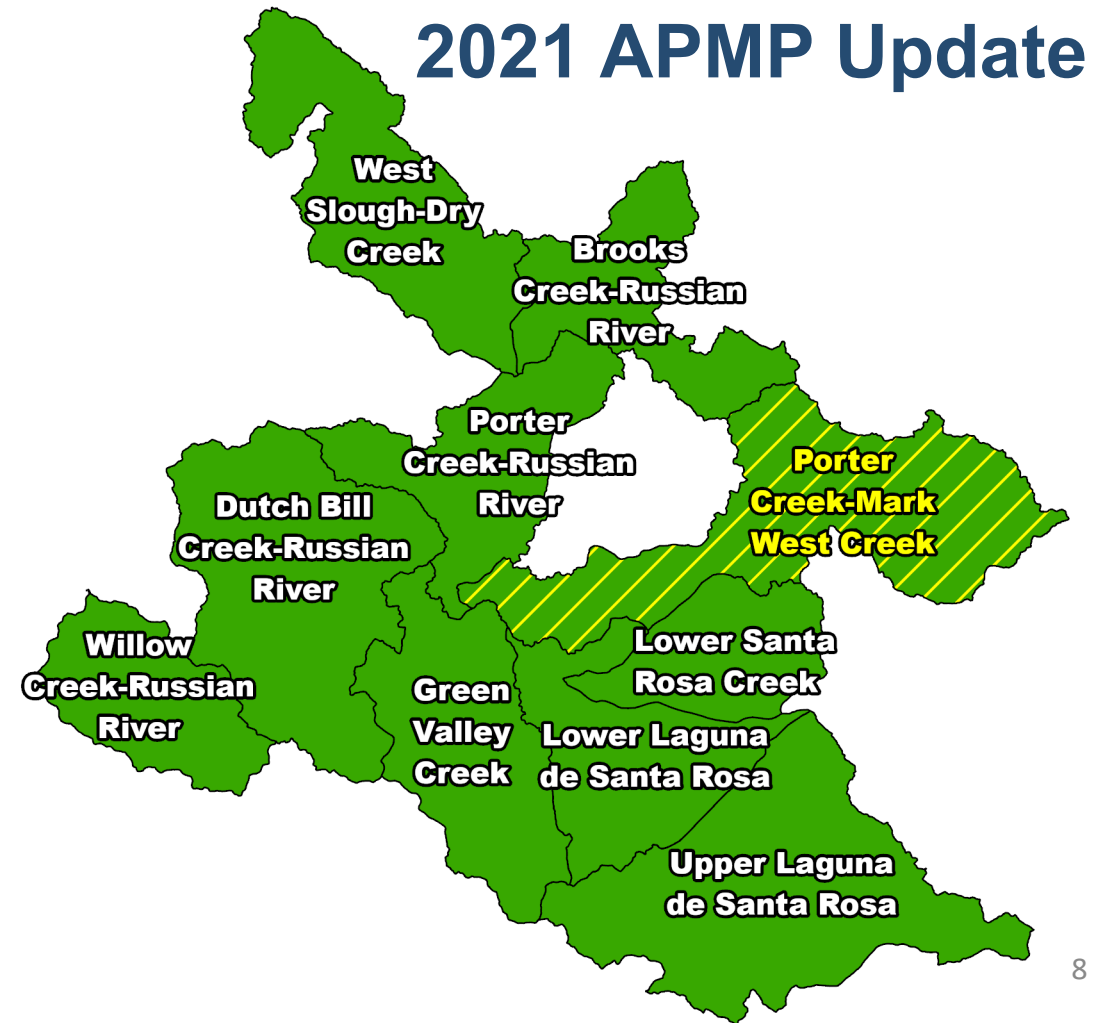 2021 APMP Update
West
Slough-Dry
Creek
Brooks
Creek-Russian
River
Porter
Creek-Russian
River
Porter
Creek-Mark
West Creek
Dutch Bill
Creek-Russian
River
Willow
Creek-Russian
River
Green
Valley
Creek
Lower Santa
Rosa Creek
Lower Laguna
de Santa Rosa
Upper Laguna
de Santa Rosa
8